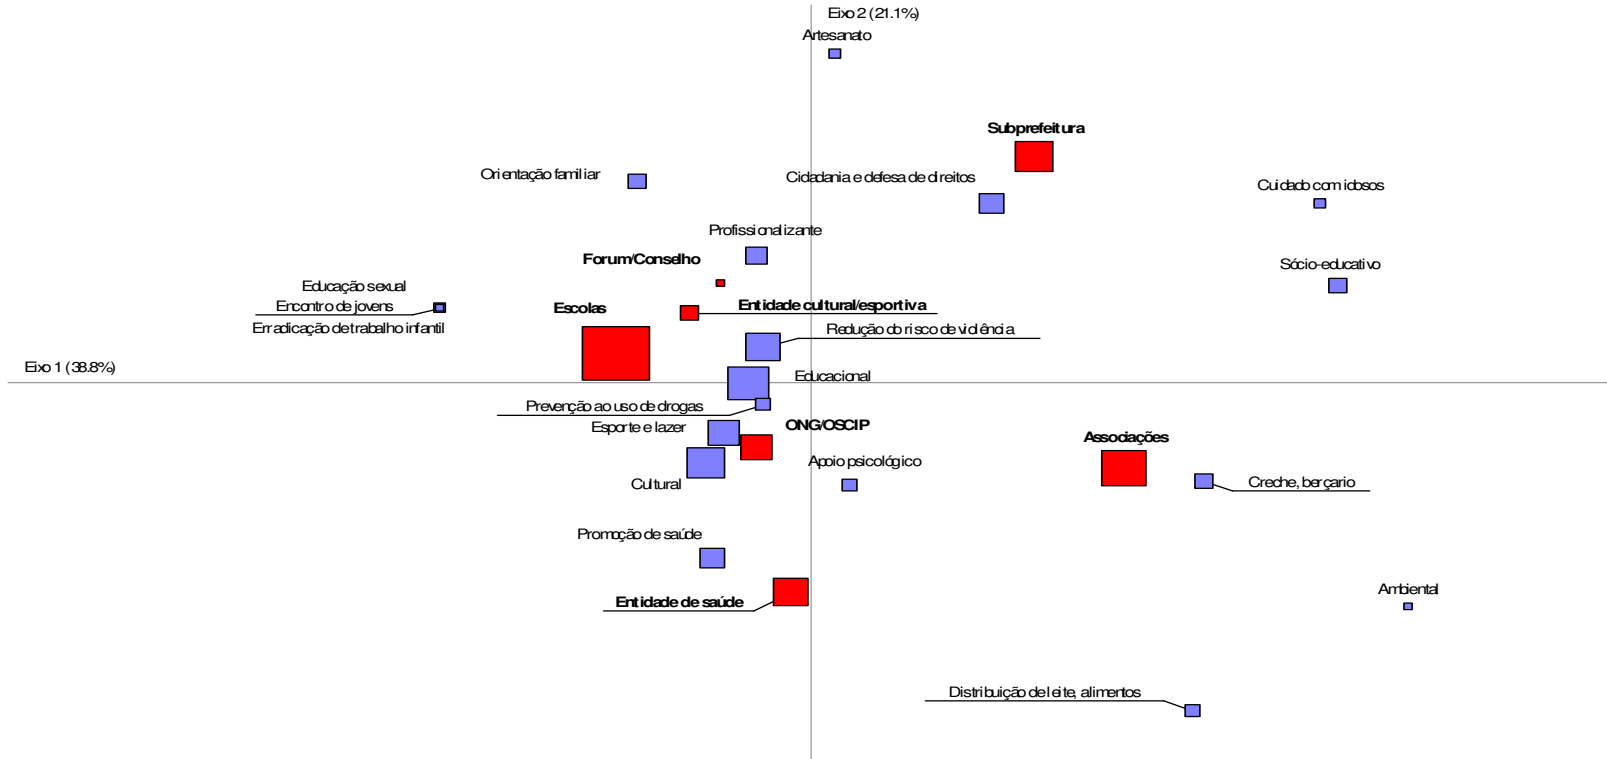 Eixo 2 (21.1%)
Artesanato
Subprefeitura
Orientação familiar
Cidadania e defesa de direitos
Cuidado com idosos
Profissionalizante
Forum/Conselho
Sócio-educativo
Educação sexual
Encontro de jovens
Erradicação de trabalho infantil
Escolas
Entidade cultural/esportiva
Redução do risco de violência
Eixo 1 (38.8%)
Educacional
Prevenção ao uso de drogas
Esporte e lazer
ONG/OSCIP
Associações
Apoio psicológico
Cultural
Creche, berçario
Promoção de saúde
Entidade de saúde
Ambiental
Distribuição de leite, alimentos